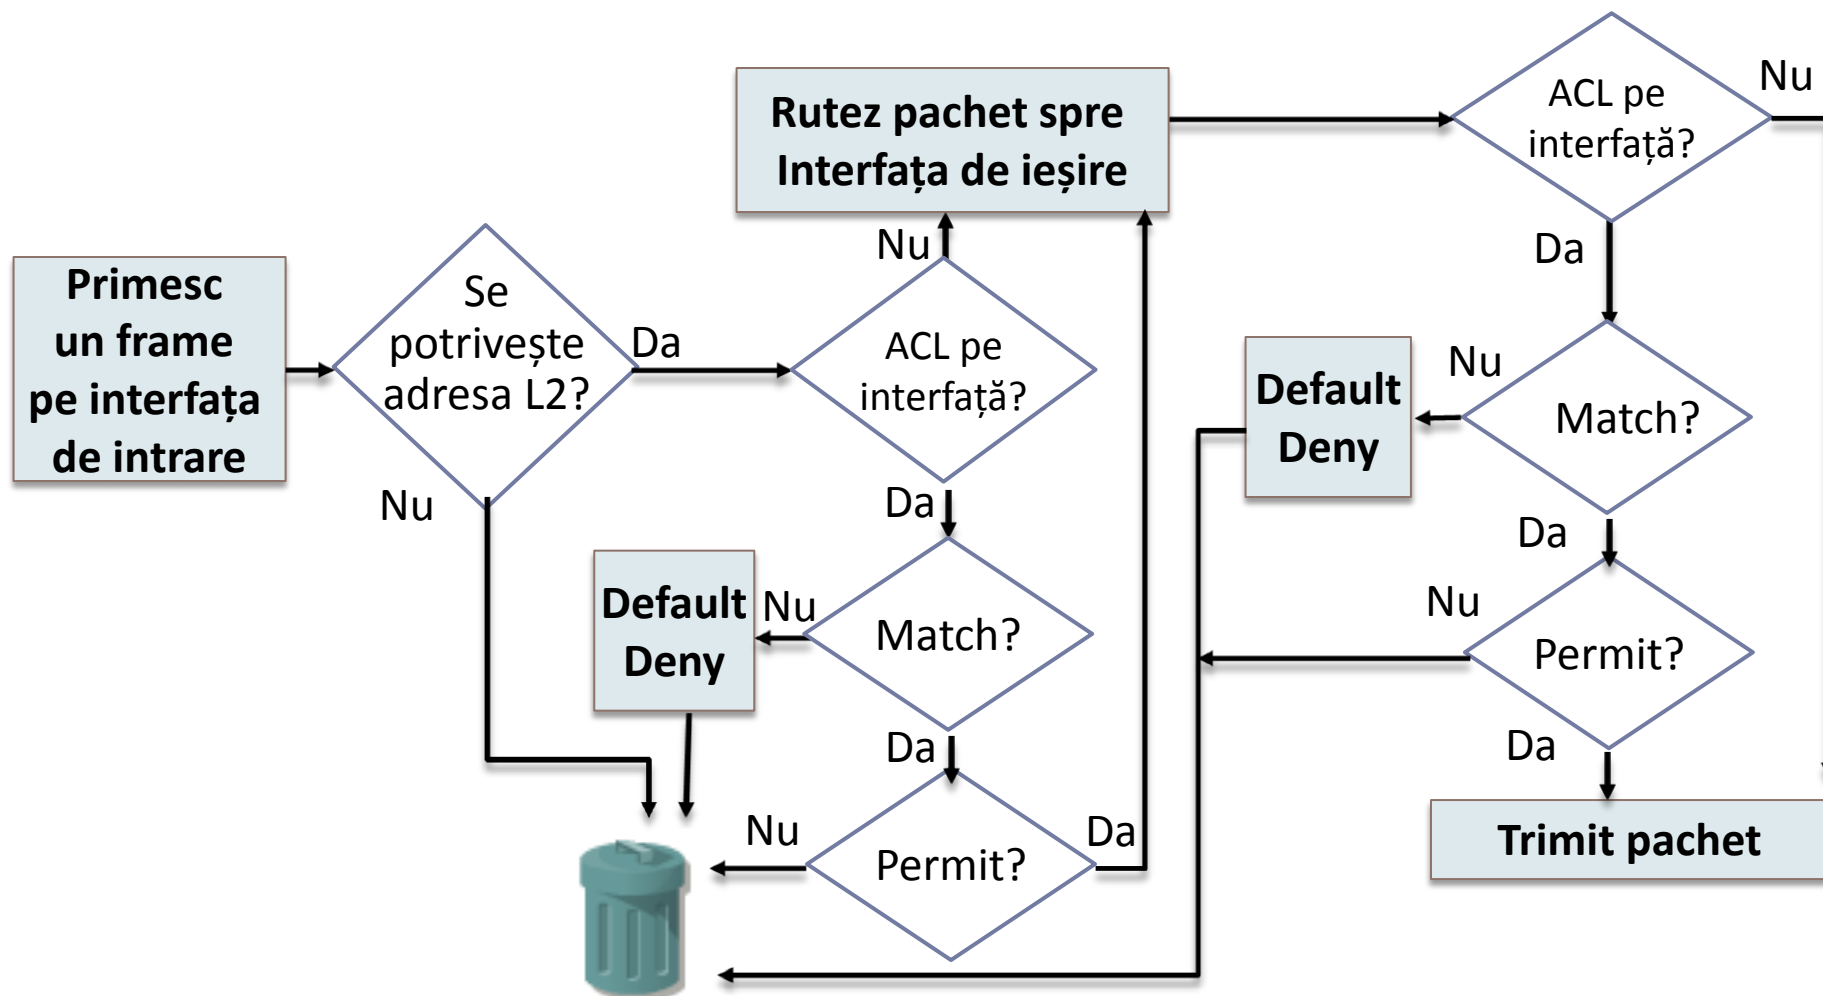 Primesc
un frame
pe interfața
de intrare
Se
potrivește
adresa L2?
Da
Nu
ACL pe
interfață?
Nu
Da
Rutez pachet spre
Interfața de ieșire
Match?
Nu
Default
Deny
Da
Permit?
Nu
Da
ACL pe
interfață?
Nu
Da
Match?
Nu
Default
Deny
Da
Permit?
Nu
Da
Trimit pachet